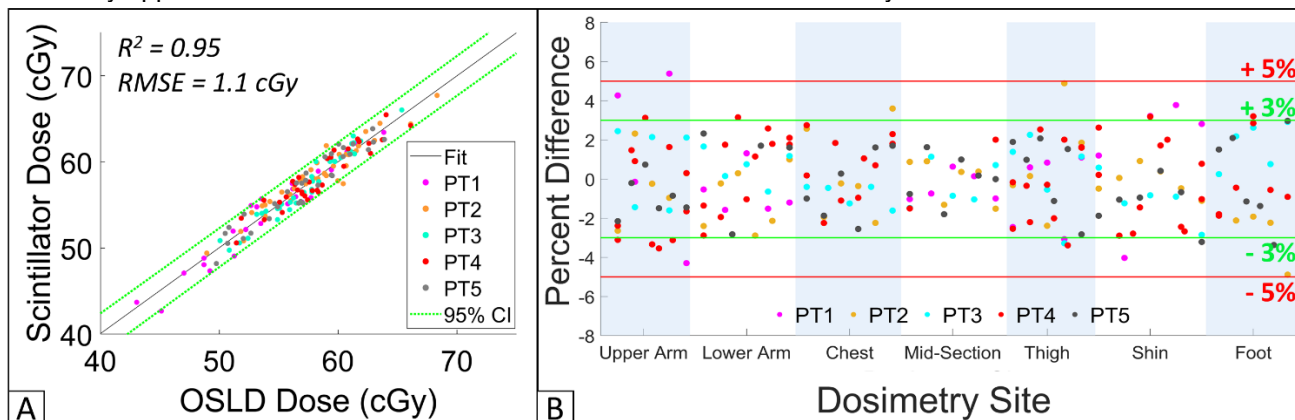 R² = 0.95
RMSE = 1.1 cGy
Scintillator Dose (cGy)
70
60
50
40
Fit
PT1
PT2
PT3
PT4
PT5
95% CI
40
50
60
70
OSLD Dose (cGy)
A
Percent Difference
8
6
4
2
0
-2
-4
-6
-8
+ 5%
+ 3%
- 3%
- 5%
PT1 PT2 PT3 PT4 PT5
Upper Arm Lower Arm Chest Mid-Section Thigh Shin Foot
Dosimetry Site
B